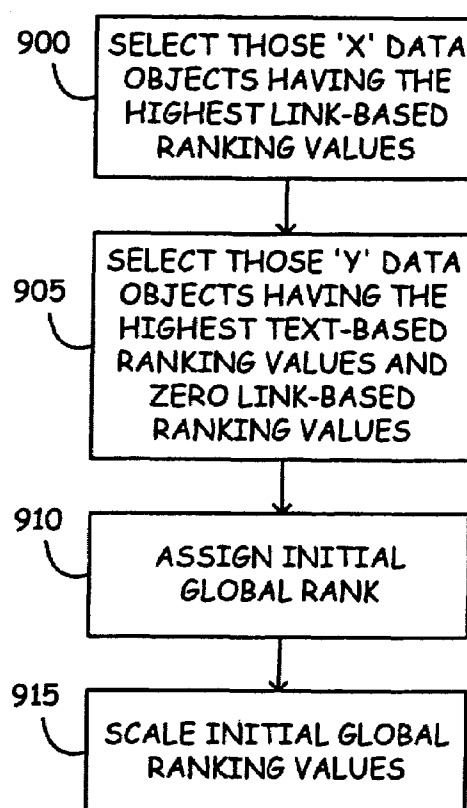 900
SELECT THOSE 'X' DATA
OBJECTS HAVING THE
HIGHEST LINK-BASED
RANKING VALUES
905
SELECT THOSE 'Y' DATA
OBJECTS HAVING THE
HIGHEST TEXT-BASED
RANKING VALUES AND
ZERO LINK-BASED
RANKING VALUES
910
ASSIGN INITIAL
GLOBAL RANK
915
SCALE INITIAL GLOBAL
RANKING VALUES